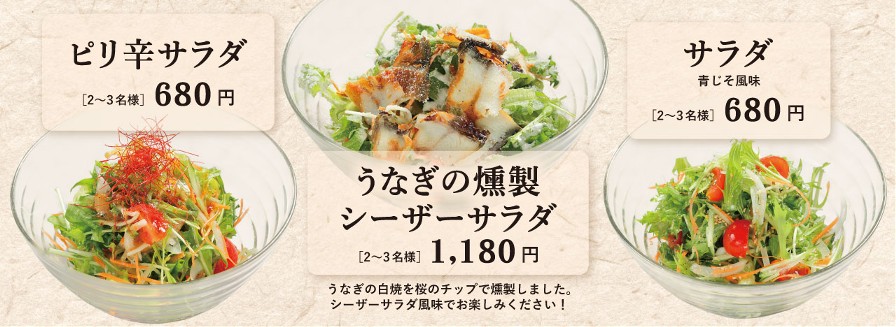 ピリ辛サラダ
［2〜3名様］680円
うなぎの燻製
シーザーサラダ
［2〜3名様］1,180円
うなぎの白焼を桜のチップで燻製しました。
シーザーサラダ風味でお楽しみください！
サラダ
青じそ風味
［2〜3名様］680円